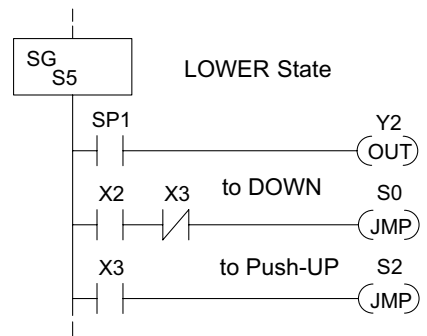 SG
S5
LOWER State
SP1 Y2
OUT
X2 X3 to DOWN S0
JMP
X3 to Push-UP S2
JMP